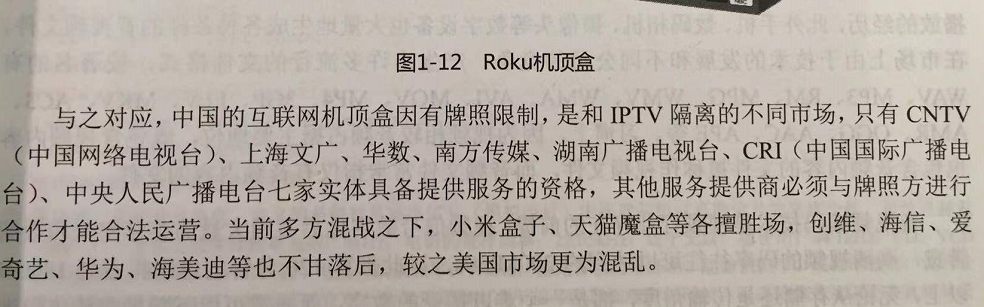 图1-12 Roku机顶盒
与之对应，中国的互联网机顶盒因有牌照限制，是和 IPTV 隔离的不同市场，只有 CNTV
（中国网络电视台）、上海文广、华数、南方传媒、湖南广播电视台、CRI（中国国际广播电
台）、中央人民广播电台七家实体具备提供服务的资格，其他服务提供商必须与牌照方进行
合作才能合法运营。当前多方混战之下，小米盒子、天猫魔盒等各擅胜场，创维、海信、爱
奇艺、华为、海美迪等也不甘落后，较之美国市场更为混乱。